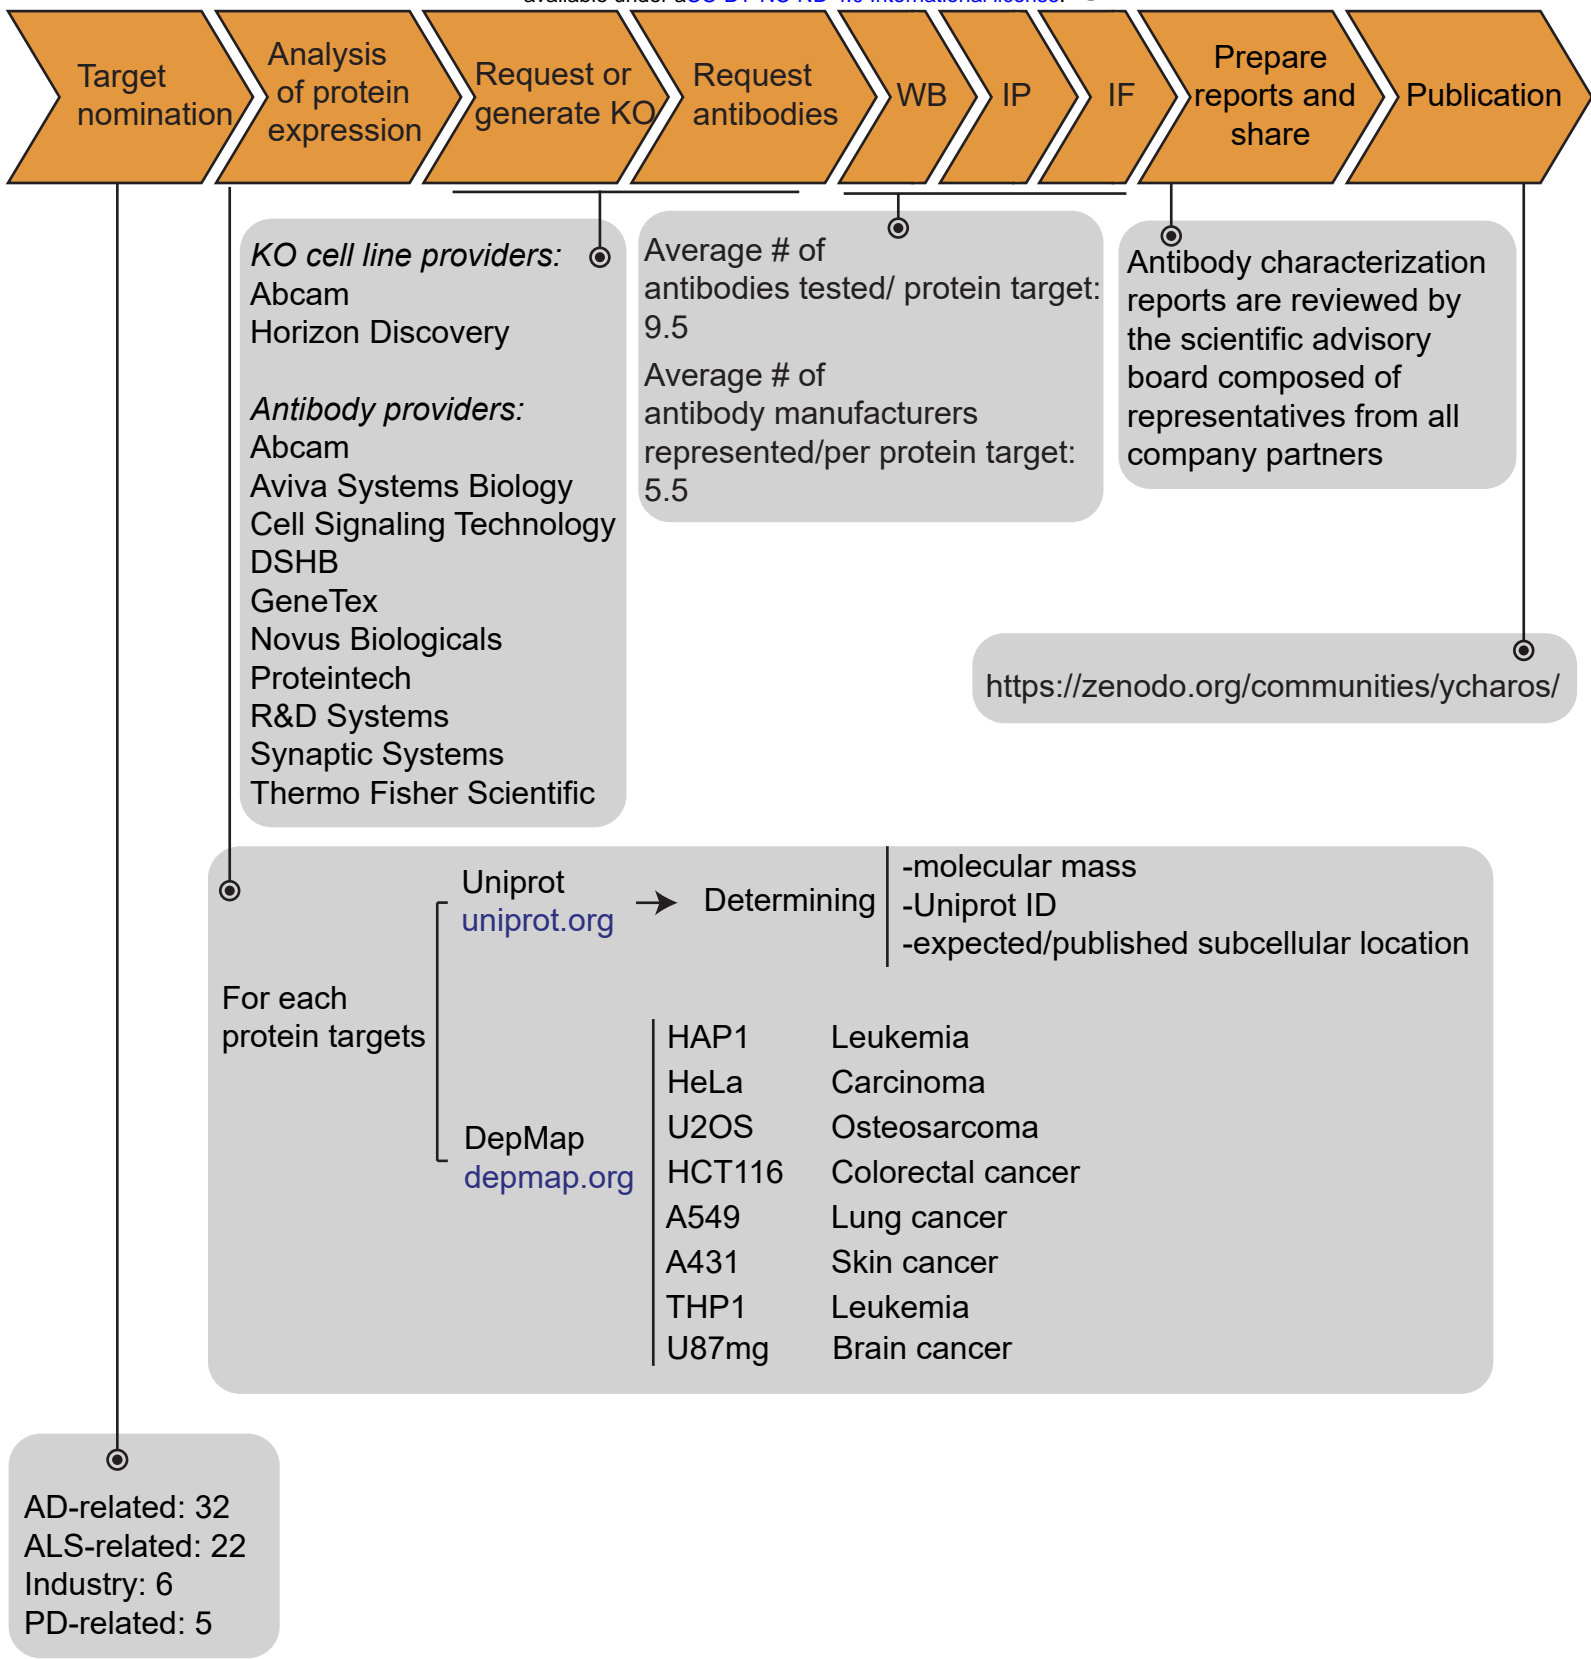 Target
nomination
Analysis
of protein
expression
Request or
generate KO
Request
antibodies
WB
IP
IF
Prepare
reports and
share
Publication
KO cell line providers:
Abcam
Horizon Discovery
Antibody providers:
Abcam
Aviva Systems Biology
Cell Signaling Technology
DSHB
GeneTex
Novus Biologicals
Proteintech
R&D Systems
Synaptic Systems
Thermo Fisher Scientific
Average # of
antibodies tested/ protein target:
9.5
Average # of
antibody manufacturers
represented/per protein target:
5.5
Antibody characterization
reports are reviewed by
the scientific advisory
board composed of
representatives from all
company partners
https://zenodo.org/communities/ycharos/
For each
protein targets
Uniprot
uniprot.org
Determining
-molecular mass
-Uniprot ID
-expected/published subcellular location
DepMap
depmap.org
HAP1 Leukemia
HeLa Carcinoma
U2OS Osteosarcoma
HCT116 Colorectal cancer
A549 Lung cancer
A431 Skin cancer
THP1 Leukemia
U87mg Brain cancer
AD-related: 32
ALS-related: 22
Industry: 6
PD-related: 5